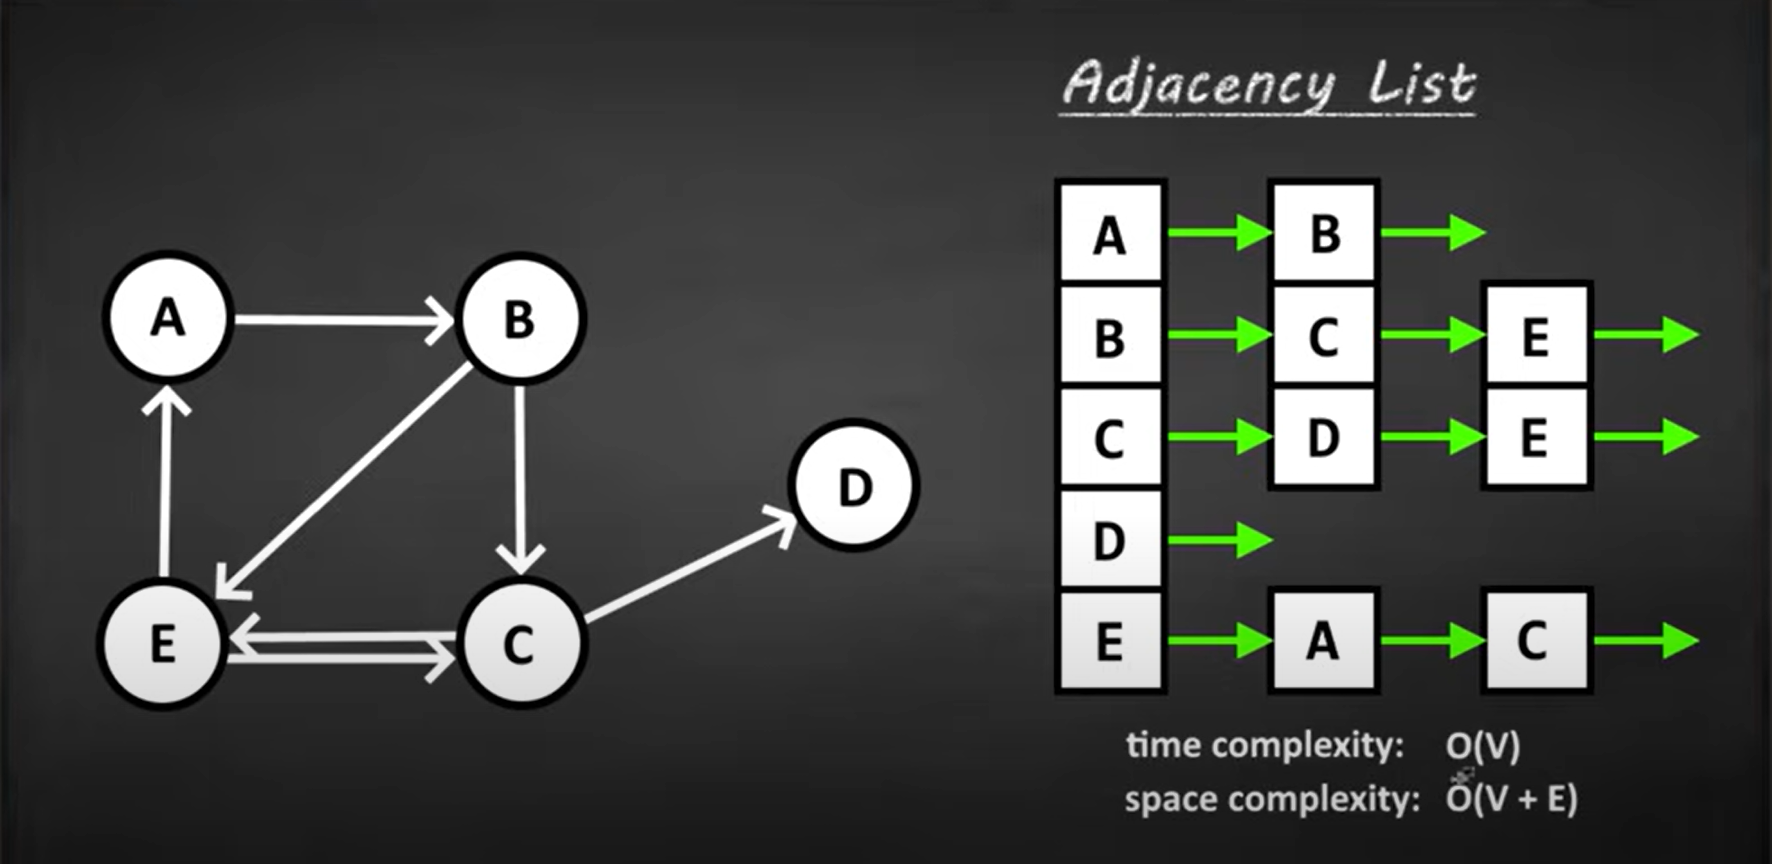 Adjacency List
A B
B C E
C D E
D
E A C
A B
D
E C
time complexity: O(V)
space complexity: O(V + E)